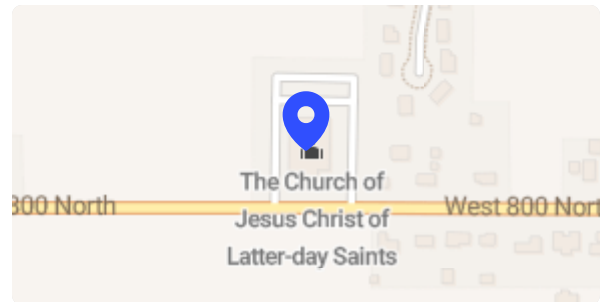 The Church of
Jesus Christ of
Latter-day Saints
800 North
West 800 Nort